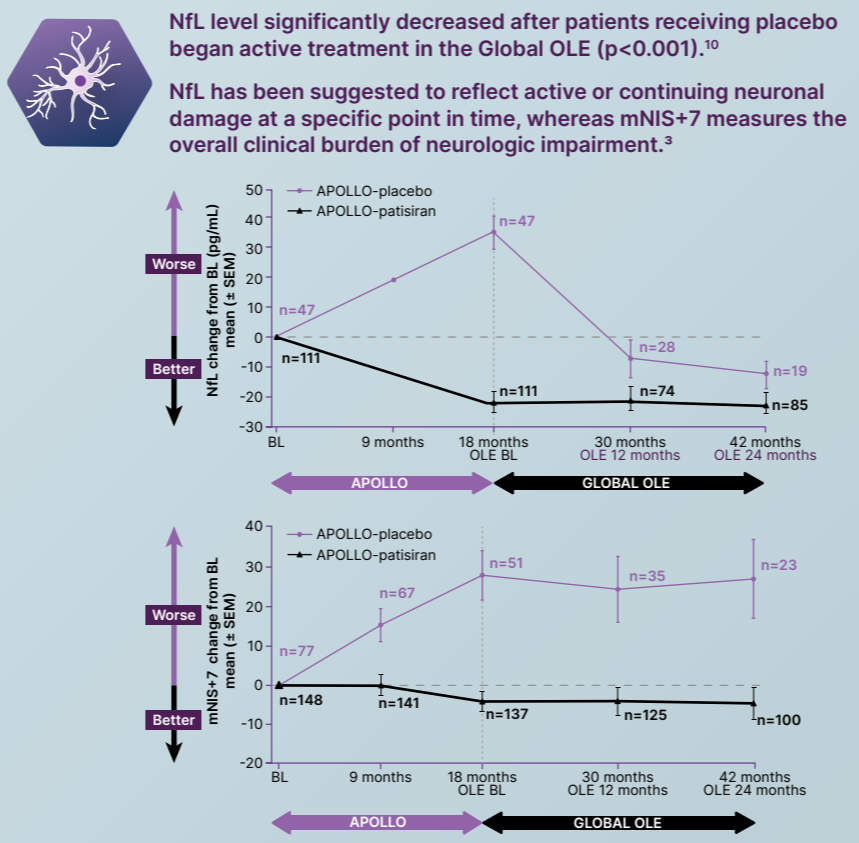 NfL level significantly decreased after patients receiving placebo
began active treatment in the Global OLE (p<0.001).¹⁰
NfL has been suggested to reflect active or continuing neuronal
damage at a specific point in time, whereas mNIS+7 measures the
overall clinical burden of neurologic impairment.³
Worse
Better
NfL change from BL (pg/mL)
mean (± SEM)
50
40
30
20
10
0
-10
-20
-30
APOLLO-placebo
APOLLO-patisiran
n=47
n=111
n=47
n=111
n=28
n=74
n=19
n=85
BL
9 months
18 months
OLE BL
30 months
OLE 12 months
42 months
OLE 24 months
APOLLO
GLOBAL OLE
Worse
Better
mNIS+7 change from BL
mean (± SEM)
40
30
20
10
0
-10
-20
APOLLO-placebo
APOLLO-patisiran
n=77
n=148
n=67
n=141
n=51
n=137
n=35
n=125
n=23
n=100
BL
9 months
18 months
OLE BL
30 months
OLE 12 months
42 months
OLE 24 months
APOLLO
GLOBAL OLE